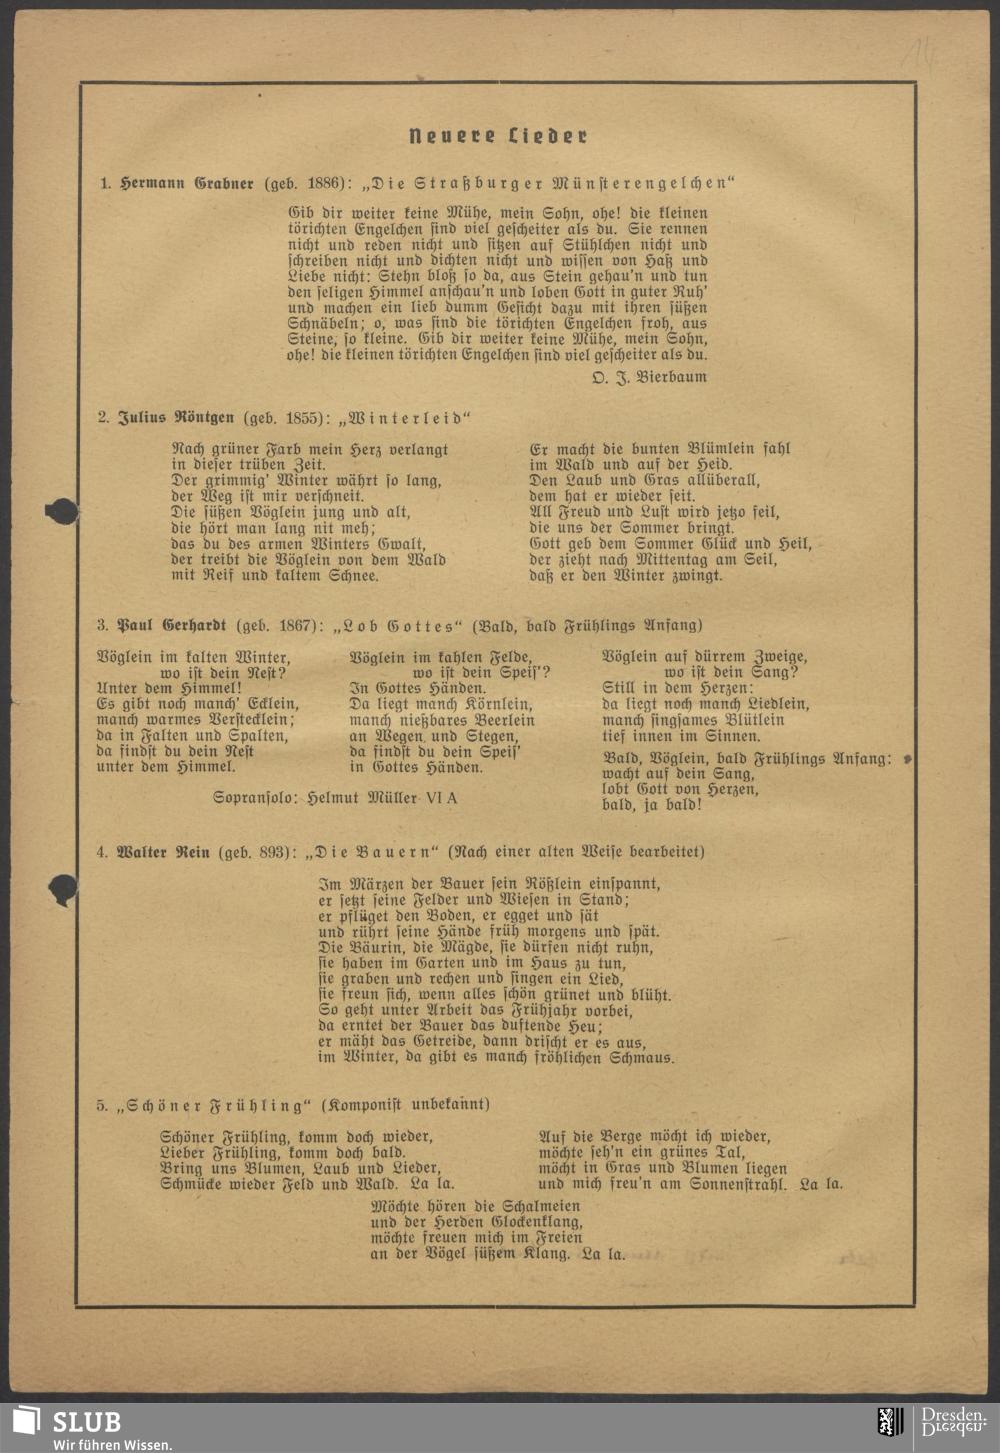 14
Neuere Lieder
1. Hermann Grabner (geb. 1886): „Die Straßburger Münsterengelchen“
Gib dir weiter keine Mühe, mein Sohn, ohe! die kleinen
törichten Engelchen sind viel gescheiter als du. Sie rennen
nicht und reden nicht und sitzen auf Stühlchen nicht und
schreiben nicht und dichten nicht und wissen von Haß und
Liebe nicht: Stehn bloß so da, aus Stein gehau'n und tun
den seligen Himmel anschau'n und loben Gott in guter Ruh'
und machen ein lieb dumm Gesicht dazu mit ihren süßen
Schnäbeln; o, was sind die törichten Engelchen froh, aus
Steine, so kleine. Gib dir weiter keine Mühe, mein Sohn,
ohe! die kleinen törichten Engelchen sind viel gescheiter als du.
O. J. Bierbaum
2. Julius Röntgen (geb. 1855): „Winterleid“
Nach grüner Farb mein Herz verlangt
in dieser trüben Zeit.
Der grimmig' Winter währt so lang,
der Weg ist mir verschneit.
Die süßen Vöglein jung und alt,
die hört man lang nit meh;
das du des armen Winters Gwalt,
der treibt die Vöglein von dem Wald
mit Reif und kaltem Schnee.
Er macht die bunten Blümlein fahl
im Wald und auf der Heid.
Den Laub und Gras allüberall,
dem hat er wieder seit.
All Freud und Lust wird jetzo feil,
die uns der Sommer bringt.
Gott geb dem Sommer Glück und Heil,
der zieht nach Mittentag am Seil,
daß er den Winter zwingt.
3. Paul Gerhardt (geb. 1867): „Lob Gottes“ (Bald, bald Frühlings Anfang)
Vöglein im kalten Winter,
wo ist dein Nest?
Unter dem Himmel!
Es gibt noch manch' Ecklein,
manch warmes Verstecklein;
da in Falten und Spalten,
da findst du dein Nest
unter dem Himmel.
Vöglein im kahlen Felde,
wo ist dein Speis'?
In Gottes Händen.
Da liegt manch Körnlein,
manch nießbares Beerlein
an Wegen und Stegen,
da findst du dein Speis'
in Gottes Händen.
Vöglein auf dürrem Zweige,
wo ist dein Sang?
Still in dem Herzen:
da liegt noch manch Liedlein,
manch singsames Blütlein
tief innen im Sinnen.
Bald, Vöglein, bald Frühlings Anfang:
wacht auf dein Sang,
lobt Gott von Herzen,
bald, ja bald!
Sopransolo: Helmut Müller VI A
4. Walter Rein (geb. 893): „Die Bauern“ (Nach einer alten Weise bearbeitet)
Im Märzen der Bauer sein Rößlein einspannt,
er setzt seine Felder und Wiesen in Stand;
er pflüget den Boden, er egget und sät
und rührt seine Hände früh morgens und spät.
Die Bäurin, die Mägde, sie dürfen nicht ruhn,
sie haben im Garten und im Haus zu tun,
sie graben und rechen und singen ein Lied,
sie freun sich, wenn alles schön grünet und blüht.
So geht unter Arbeit das Frühjahr vorbei,
da erntet der Bauer das duftende Heu;
er mäht das Getreide, dann drischt er es aus,
im Winter, da gibt es manch fröhlichen Schmaus.
5. „Schöner Frühling“ (Komponist unbekannt)
Schöner Frühling, komm doch wieder,
Lieber Frühling, komm doch bald.
Bring uns Blumen, Laub und Lieder,
Schmücke wieder Feld und Wald. La la.
Auf die Berge möcht ich wieder,
möchte seh'n ein grünes Tal,
möcht in Gras und Blumen liegen
und mich freu'n am Sonnenstrahl. La la.
Möchte hören die Schalmeien
und der Herden Glockenklang,
möchte freuen mich im Freien
an der Vögel süßem Klang. La la.
SLUB
Wir führen Wissen.
Dresden.
Dresden.